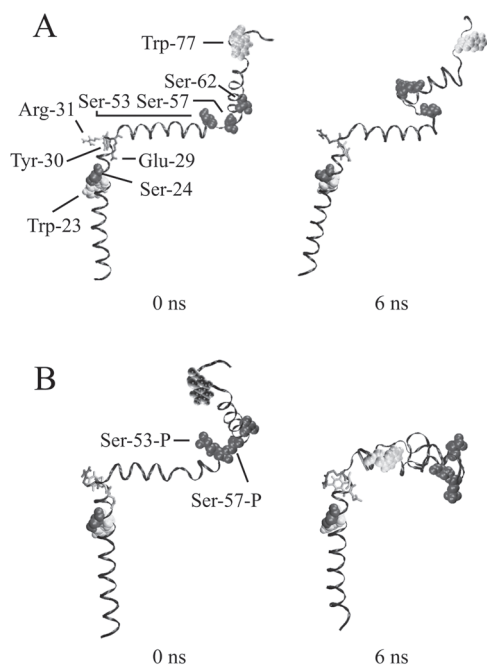 A
Trp-77
Ser-62
Ser-53 Ser-57
Arg-31
Tyr-30
Glu-29
Ser-24
Trp-23
0 ns
6 ns
B
Ser-53-P
Ser-57-P
0 ns
6 ns